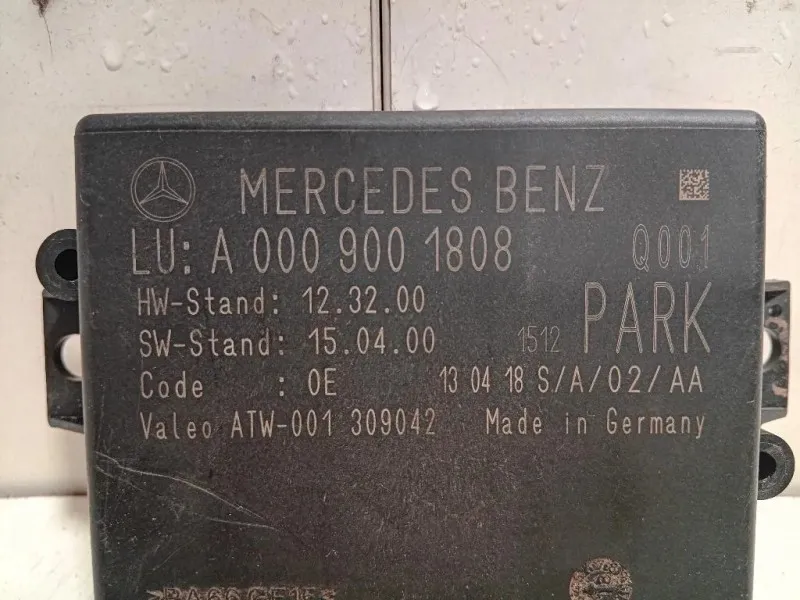 MERCEDES BENZ
LU: A 000 900 1808 Q001
HW-Stand: 12.32.00
SW-Stand: 15.04.00 1512 PARK
Code : 0E 13 04 18 S/A/02/AA
Valeo ATW-001 309042 Made in Germany